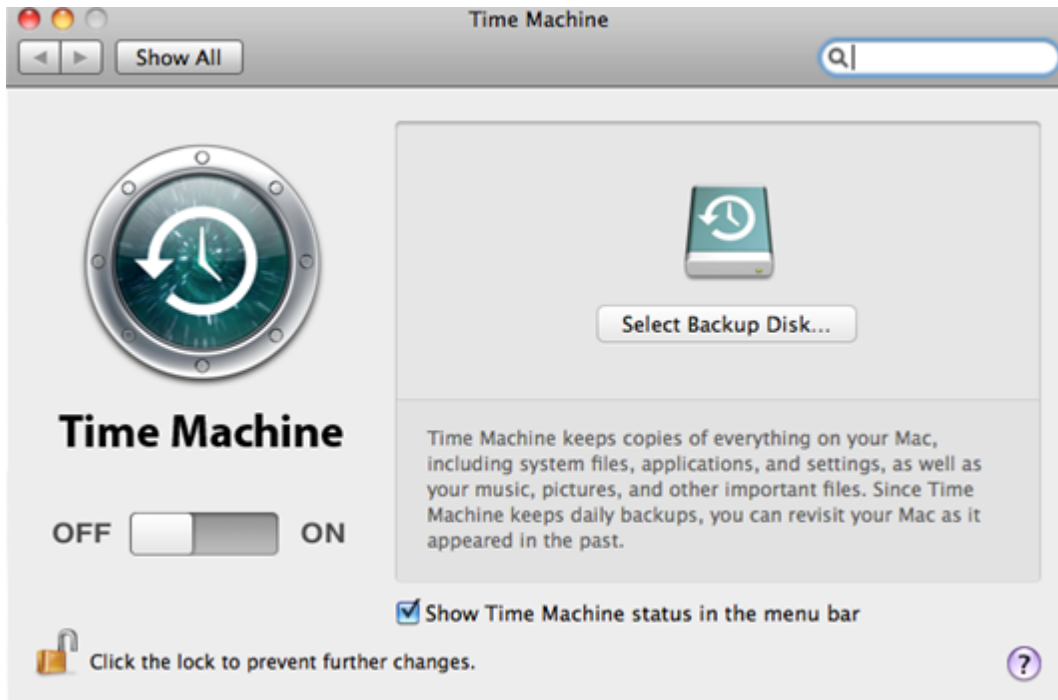 Time Machine
Show All
Select Backup Disk...
Time Machine
Time Machine keeps copies of everything on your Mac,
including system files, applications, and settings, as well as
your music, pictures, and other important files. Since Time
Machine keeps daily backups, you can revisit your Mac as it
appeared in the past.
OFF ON
Show Time Machine status in the menu bar
Click the lock to prevent further changes.
?